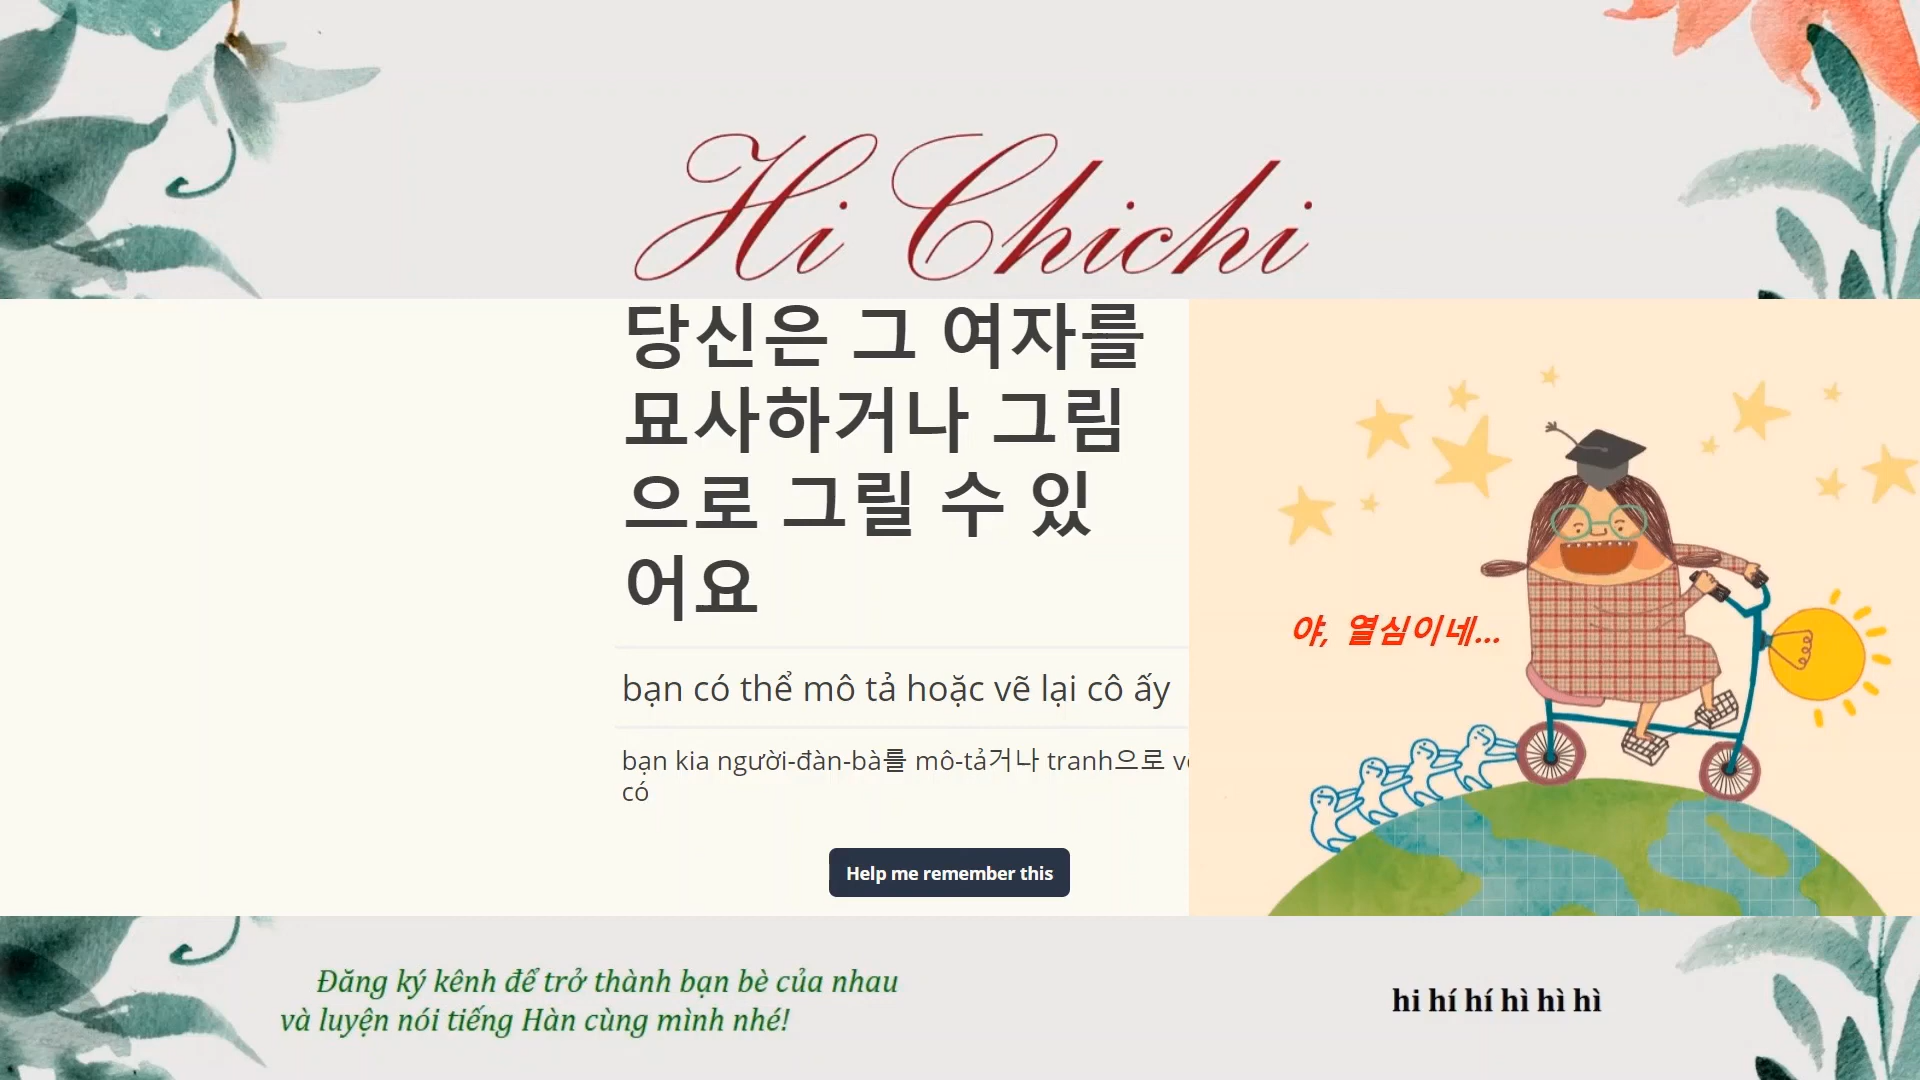 Hi Chichi
당신은 그 여자를
묘사하거나 그림
으로 그릴 수 있
어요
야, 열심이네...
bạn có thể mô tả hoặc vẽ lại cô ấy
bạn kia người-đàn-bà를 mô-tả거나 tranh으로
có
Help me remember this
Đăng ký kênh để trở thành bạn bè của nhau
và luyện nói tiếng Hàn cùng mình nhé!
hi hí hí hì hì hì